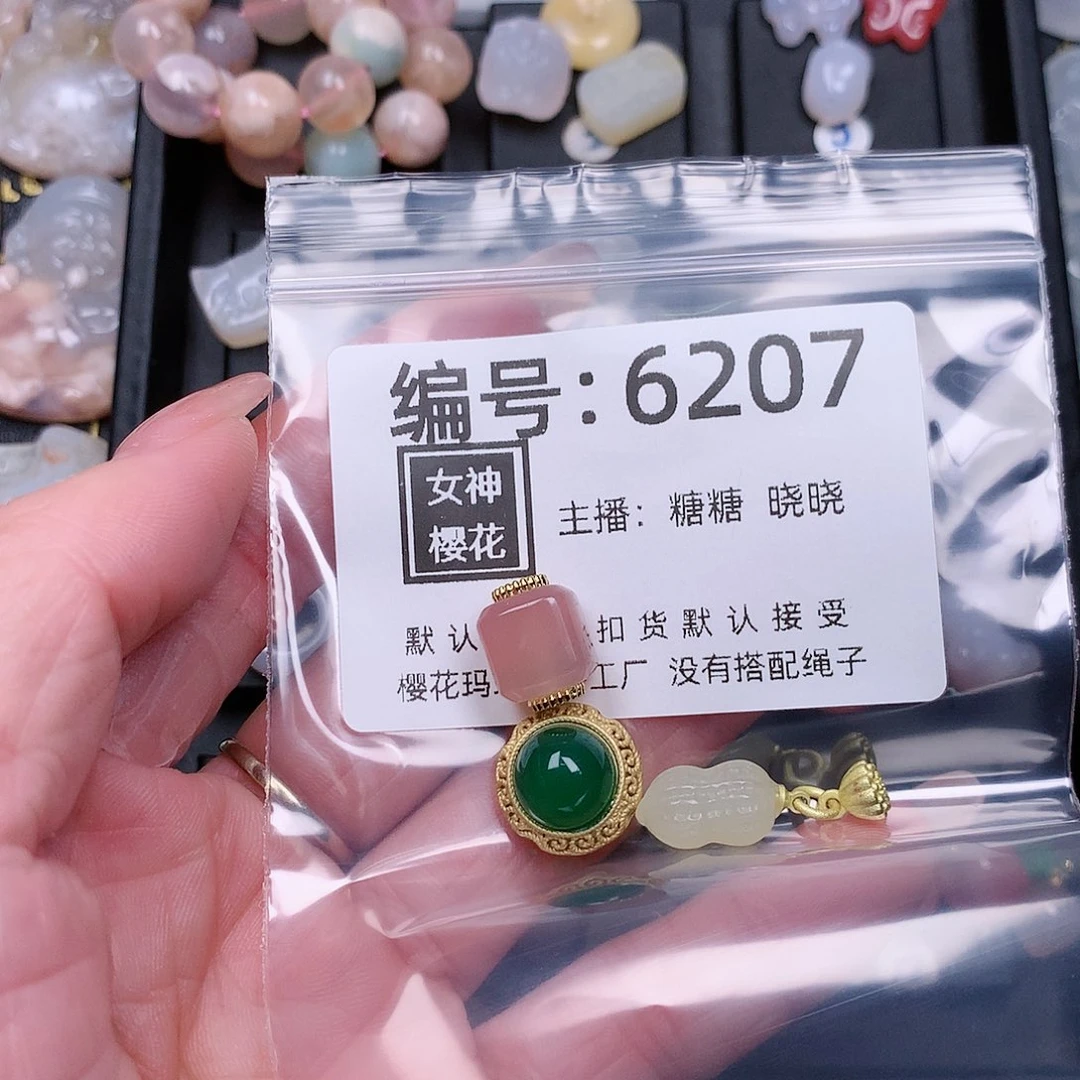 编号:6207
女神
樱花
主播: 糖糖 晓晓
默认 扣货默认接受
樱花玛 工厂 没有搭配绳子